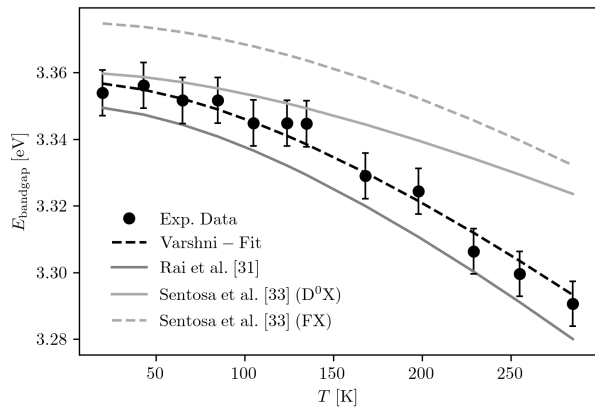 3.36
3.34
3.32
3.30
3.28
E_bandgap [eV]
Exp. Data
Varshni − Fit
Rai et al. [31]
Sentosa et al. [33] (D⁰X)
Sentosa et al. [33] (FX)
50
100
150
200
250
T [K]